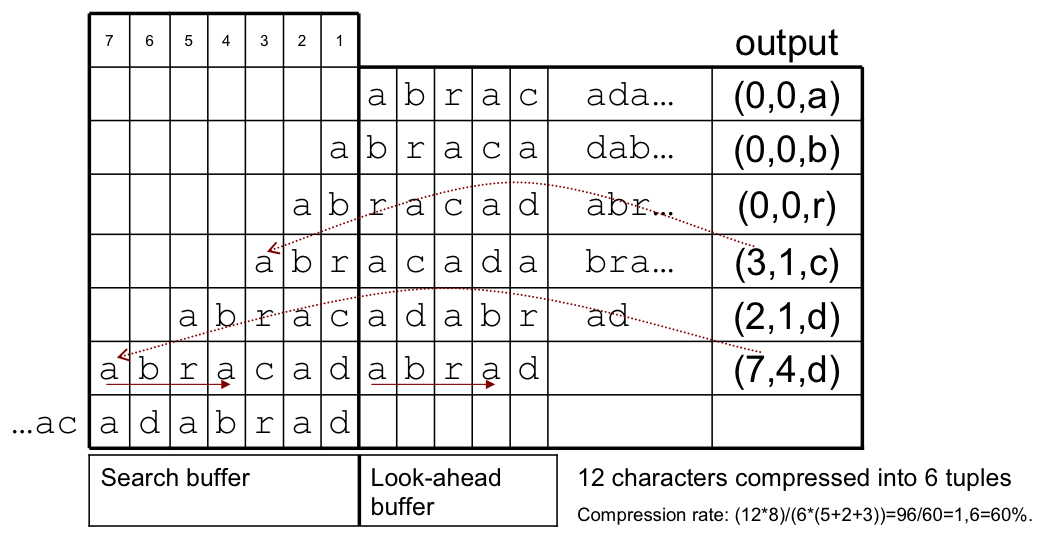 7 6 5 4 3 2 1 output
a b r a c ada… (0,0,a)
a b r a c a dab… (0,0,b)
a b r a c a d abr… (0,0,r)
a b r a c a d a bra… (3,1,c)
a b r a c a d a b r ad (2,1,d)
a b r a c a d a b r a d (7,4,d)
…ac a d a b r a d
Search buffer
Look-ahead
buffer
12 characters compressed into 6 tuples
Compression rate: (12*8)/(6*(5+2+3))=96/60=1,6=60%.